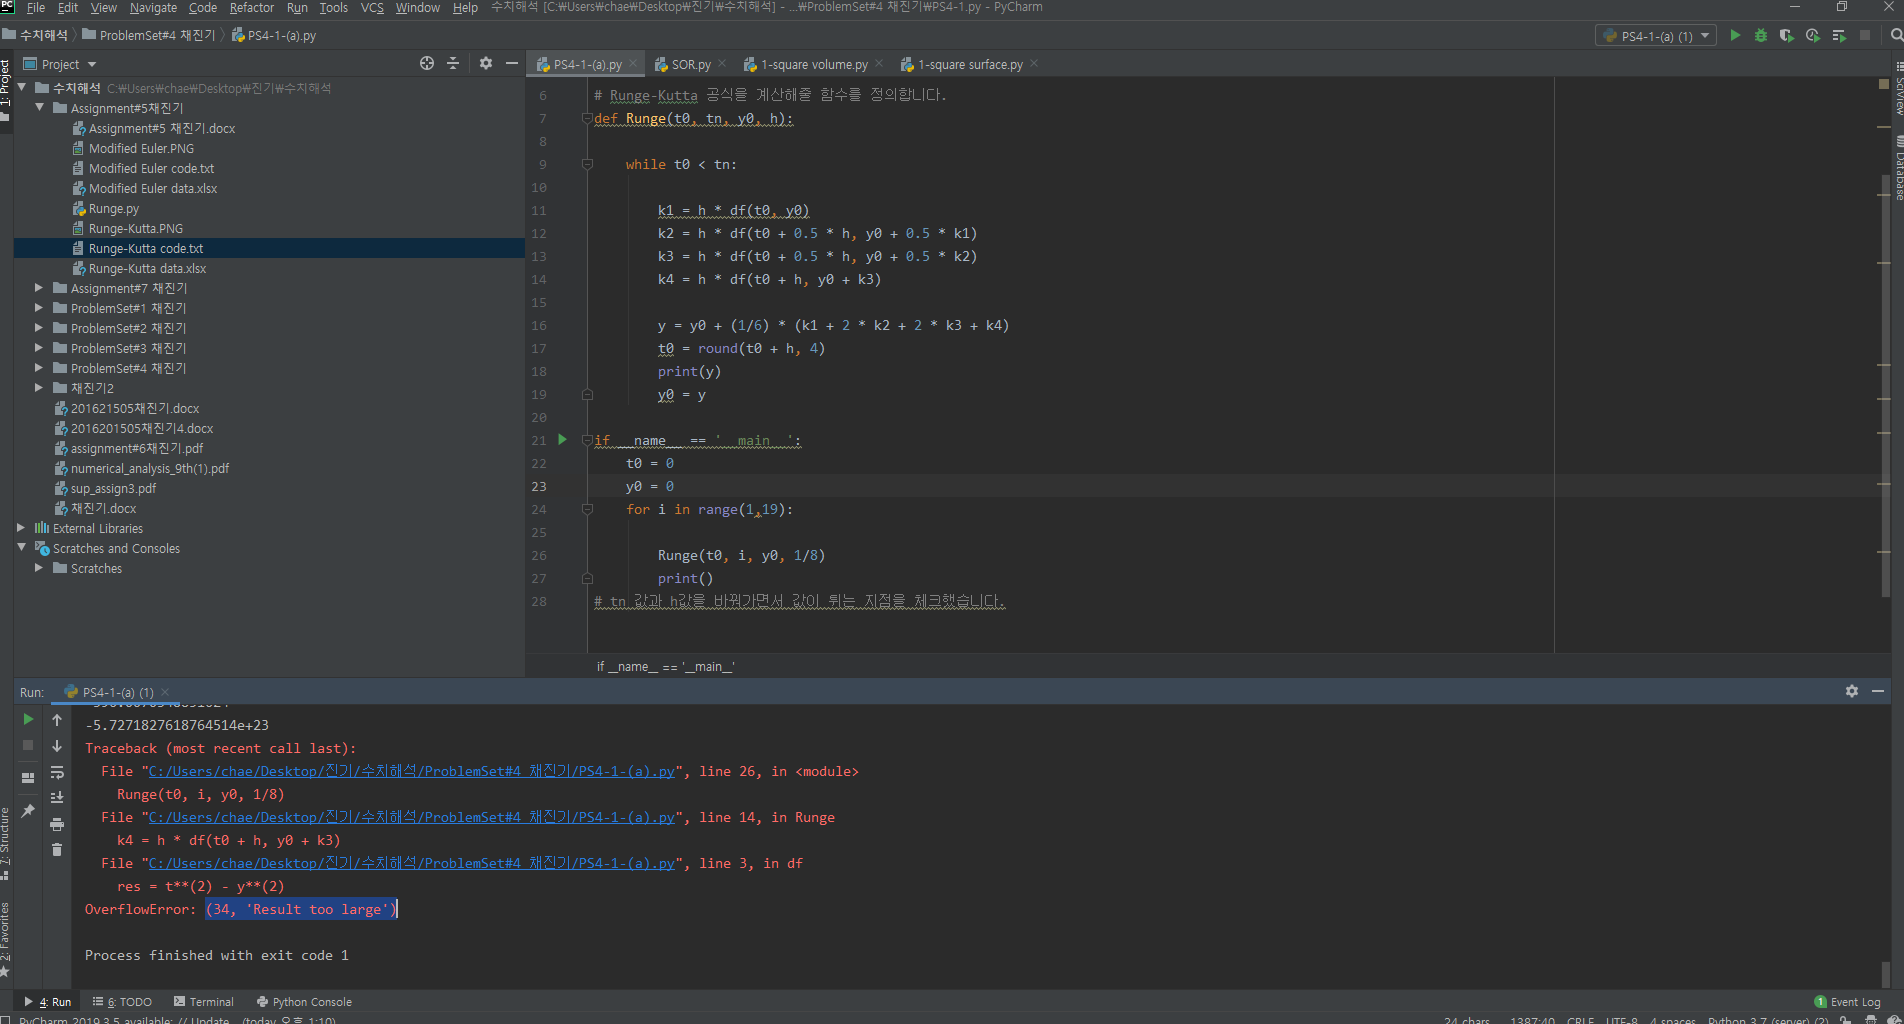 File Edit View Navigate Code Refactor Run Tools VCS Window Help 수치해석 [C:₩Users₩chae₩Desktop₩진기₩수치해석] - ...₩ProblemSet#4 채진기₩PS4-1.py - PyCharm
수치해석 ProblemSet#4 채진기 PS4-1-(a).py
PS4-1-(a) (1)
1: Project
Project
PS4-1-(a).py SOR.py 1-square volume.py 1-square surface.py
SciView
Database
수치해석 C:₩Users₩chae₩Desktop₩진기₩수치해석
Assignment#5채진기
Assignment#5 채진기.docx
Modified Euler.PNG
Modified Euler code.txt
Modified Euler data.xlsx
Runge.py
Runge-Kutta.PNG
Runge-Kutta code.txt
Runge-Kutta data.xlsx
Assignment#7 채진기
ProblemSet#1 채진기
ProblemSet#2 채진기
ProblemSet#3 채진기
ProblemSet#4 채진기
채진기2
201621505채진기.docx
2016201505채진기4.docx
assignment#6채진기.pdf
numerical_analysis_9th(1).pdf
sup_assign3.pdf
채진기.docx
External Libraries
Scratches and Consoles
Scratches
6 # Runge-Kutta 공식을 계산해줄 함수를 정의합니다.
7 def Runge(t0, tn, y0, h):
8
9 while t0 < tn:
10
11 k1 = h * df(t0, y0)
12 k2 = h * df(t0 + 0.5 * h, y0 + 0.5 * k1)
13 k3 = h * df(t0 + 0.5 * h, y0 + 0.5 * k2)
14 k4 = h * df(t0 + h, y0 + k3)
15
16 y = y0 + (1/6) * (k1 + 2 * k2 + 2 * k3 + k4)
17 t0 = round(t0 + h, 4)
18 print(y)
19 y0 = y
20
21 if __name__ == '__main__':
22 t0 = 0
23 y0 = 0
24 for i in range(1,19):
25
26 Runge(t0, i, y0, 1/8)
27 print()
28 # tn 값과 h값을 바꿔가면서 값이 튀는 지점을 체크했습니다.
if __name__ == '__main__'
Run: PS4-1-(a) (1)
-5.7271827618764514e+23
Traceback (most recent call last):
File "C:/Users/chae/Desktop/진기/수치해석/ProblemSet#4 채진기/PS4-1-(a).py", line 26, in <module>
Runge(t0, i, y0, 1/8)
File "C:/Users/chae/Desktop/진기/수치해석/ProblemSet#4 채진기/PS4-1-(a).py", line 14, in Runge
k4 = h * df(t0 + h, y0 + k3)
File "C:/Users/chae/Desktop/진기/수치해석/ProblemSet#4 채진기/PS4-1-(a).py", line 3, in df
res = t**(2) - y**(2)
OverflowError: (34, 'Result too large')
Process finished with exit code 1
7: Structure
2: Favorites
4: Run 6: TODO Terminal Python Console 1 Event Log
PyCharm 2019.3.5 available: // Update... (today 오후 1:10) 24 chars 1387:40 CRLF UTF-8 4 spaces Python 3.7 (server) (2)